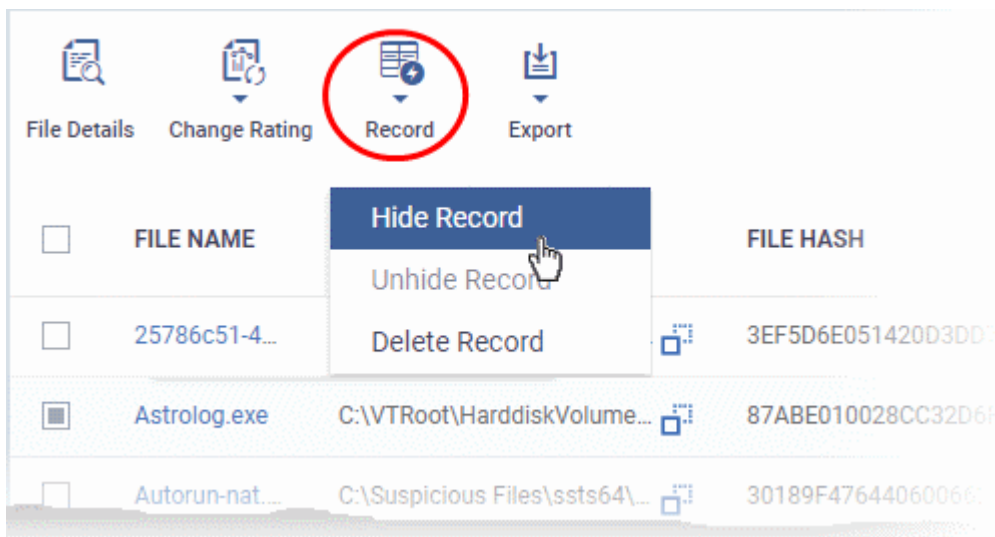 File Details Change Rating Record Export
Hide Record
FILE NAME FILE HASH
Unhide Record
25786c51-4... Delete Record 3EF5D6E051420D3DD
Astrolog.exe C:\VTRoot\HarddiskVolume... 87ABE010028CC32D6
Autorun-nat.... C:\Suspicious Files\ssts64\... 30189F4764406006